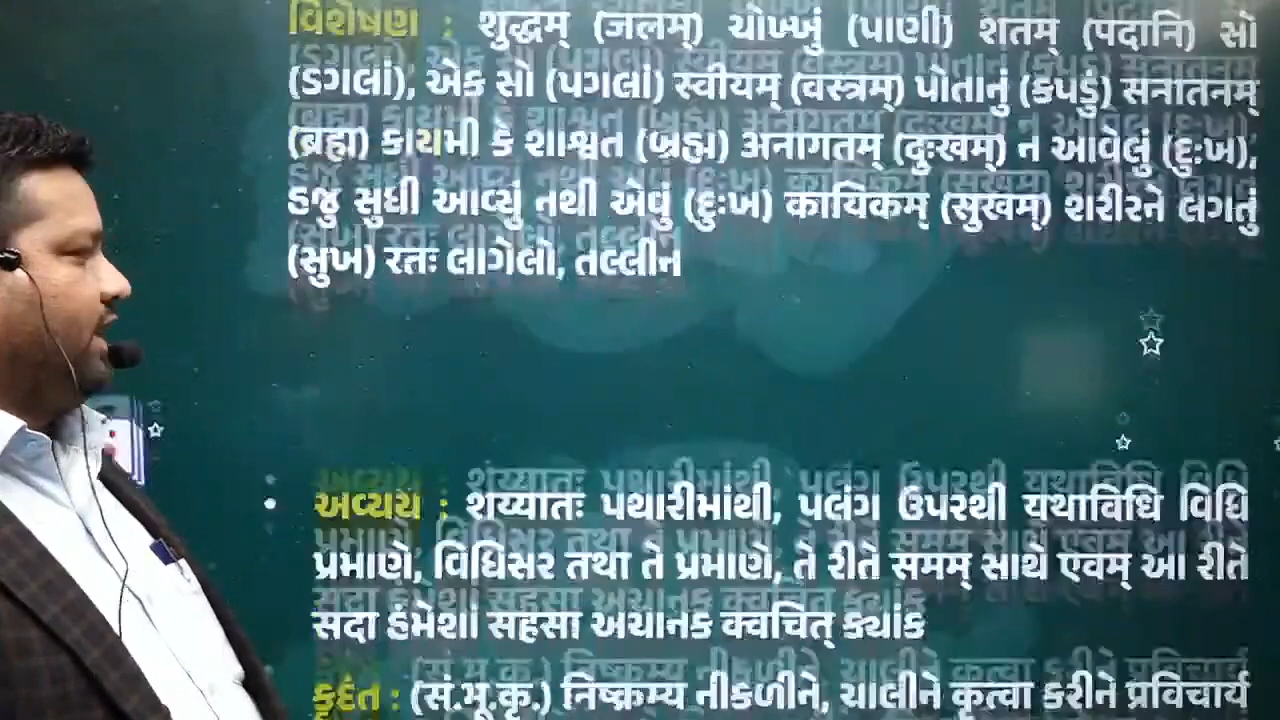 વિશેષણ : શુદ્ધમ્ (જલમ્) ચોખ્ખું (પાણી) શતમ્ (પદાનિ) સો
(ડગલાં), એક સો (પગલાં) સ્વીયમ્ (વસ્ત્રમ્) પોતાનું (કપડું) સનાતનમ્
(બ્રહ્મ) કાયમી કે શાશ્વત (બ્રહ્મ) અનાગતમ્ (દુઃખમ્) ન આવેલું (દુઃખ),
હજુ સુધી આવ્યું નથી એવું (દુઃખ) કાયિકમ્ (સુખમ્) શરીરને લગતું
(સુખ) રતઃ લાગેલો, તલ્લીન
• અવ્યય : શય્યાતઃ પથારીમાંથી, પલંગ ઉપરથી યથાવિધિ વિધિ
પ્રમાણે, વિધિસર તથા તે પ્રમાણે, તે રીતે સમમ્ સાથે એવમ્ આ રીતે
સદા હંમેશાં સહસા અચાનક ક્વચિત્ ક્યાંક
કૃદંત : (સં.ભૂ.કૃ.) નિષ્ક્રમ્ય નીકળીને, ચાલીને કૃત્વા કરીને પ્રવિચાર્ય